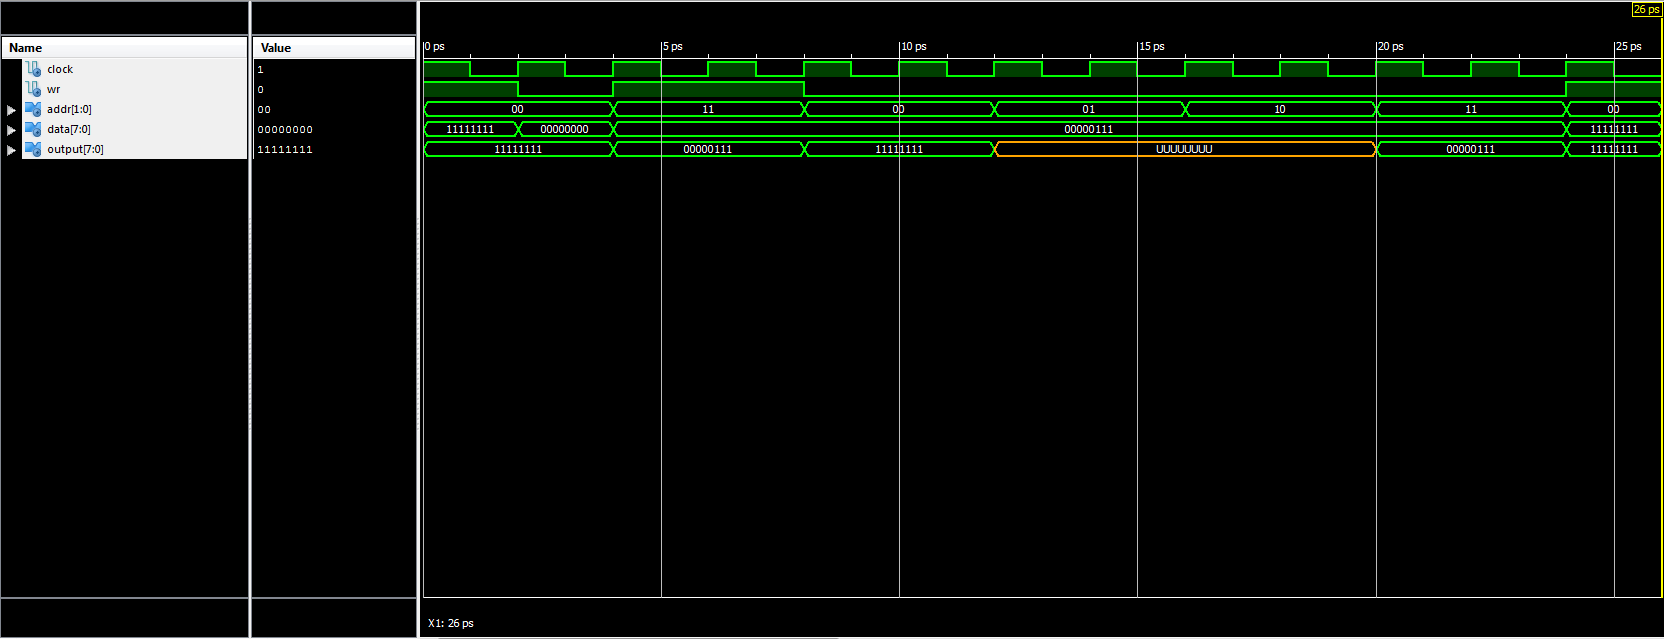 26 ps
Name Value
0 ps 5 ps 10 ps 15 ps 20 ps 25 ps
clock 1
wr 0
addr[1:0] 00 00 11 00 01 10 11 00
data[7:0] 00000000 11111111 00000000 00000111 11111111
output[7:0] 11111111 11111111 00000111 11111111 UUUUUUUU 00000111 11111111
X1: 26 ps